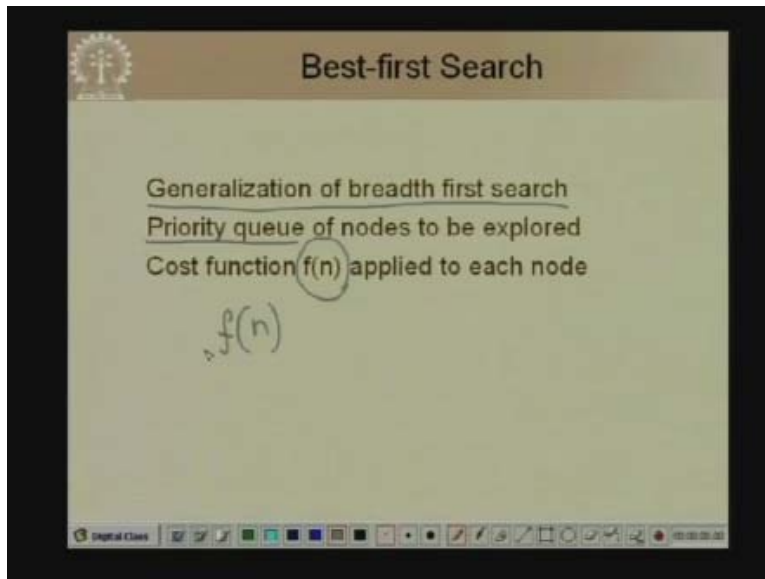 Best-first Search
Generalization of breadth first search
Priority queue of nodes to be explored
Cost function f(n) applied to each node
f(n)
Digital Class